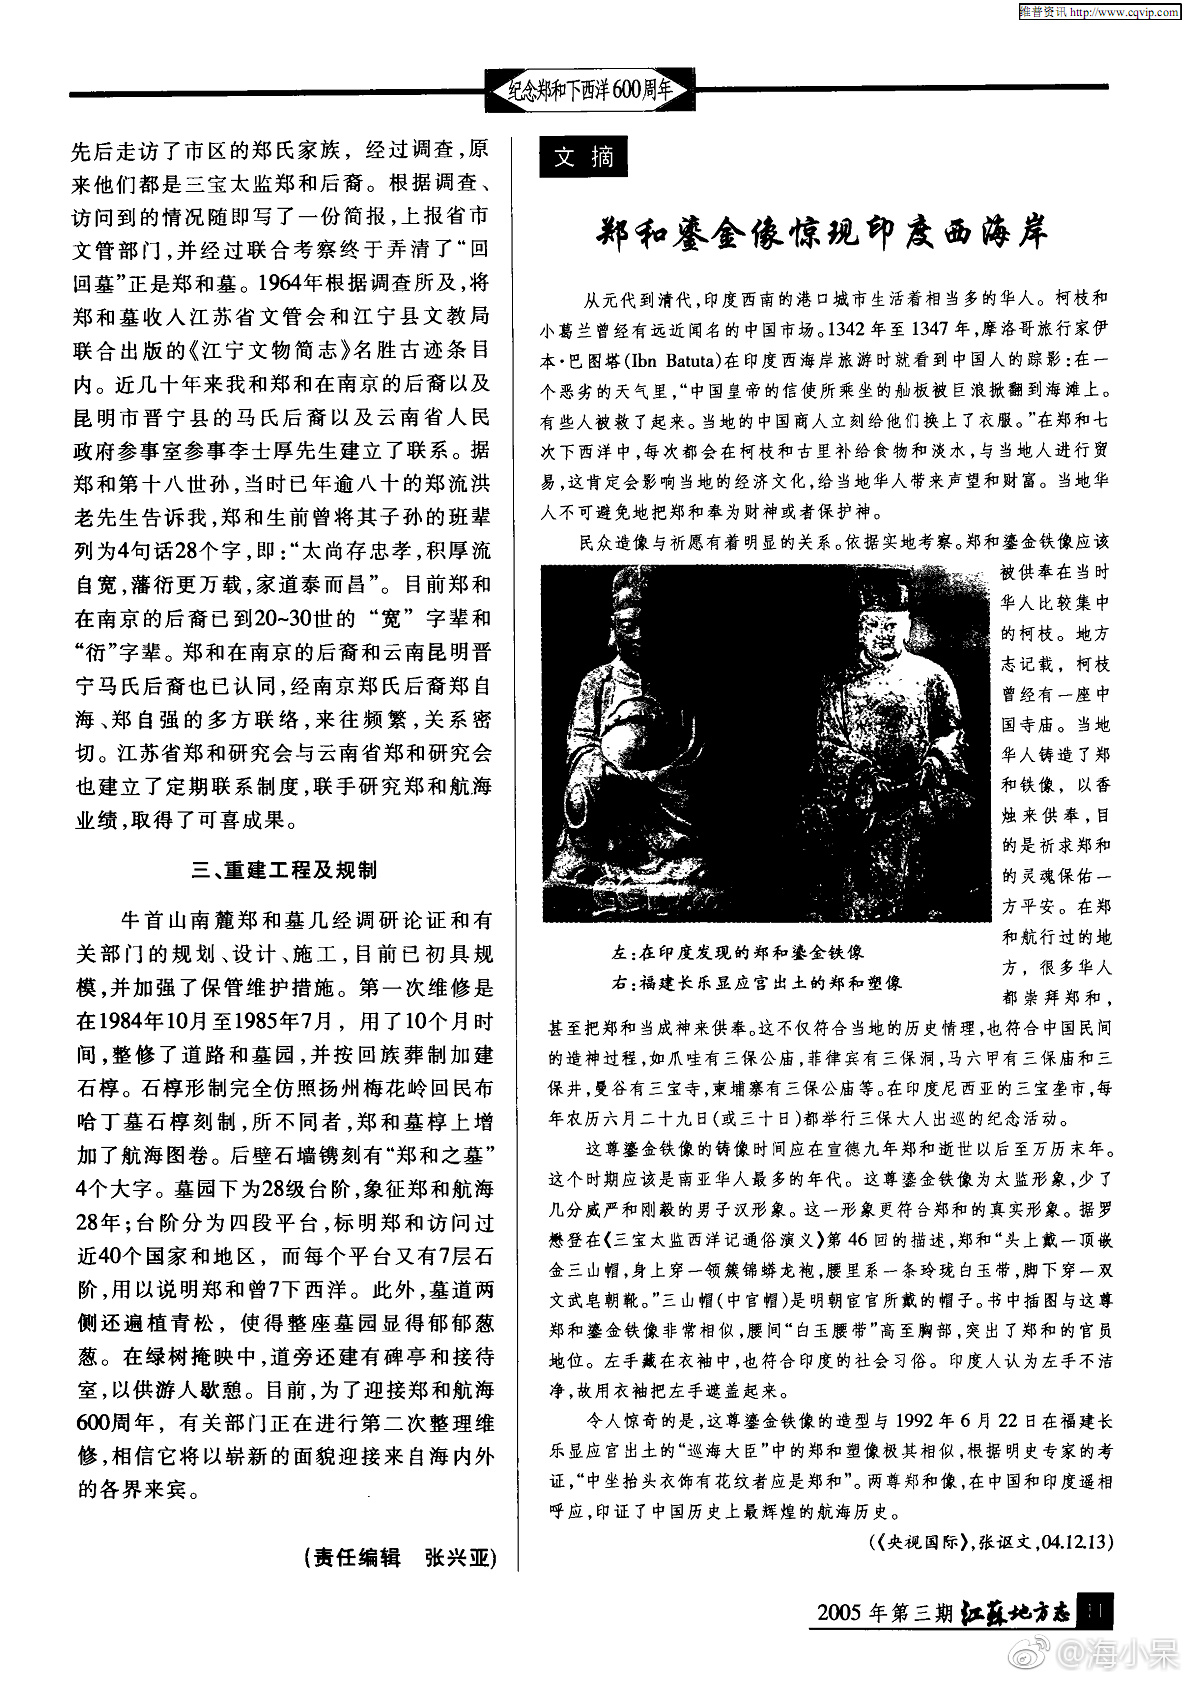 维普资讯 http://www.cqvip.com
纪念郑和下西洋600周年
先后走访了市区的郑氏家族，经过调查,原
来他们都是三宝太监郑和后裔。根据调查、
访问到的情况随即写了一份简报,上报省市
文管部门,并经过联合考察终于弄清了“回
回墓”正是郑和墓。1964年根据调查所及,将
郑和墓收入江苏省文管会和江宁县文教局
联合出版的《江宁文物简志》名胜古迹条目
内。近几十年来我和郑和在南京的后裔以及
昆明市晋宁县的马氏后裔以及云南省人民
政府参事室参事李士厚先生建立了联系。据
郑和第十八世孙,当时已年逾八十的郑流洪
老先生告诉我,郑和生前曾将其子孙的班辈
列为4句话28个字,即:“太尚存忠孝,积厚流
自宽,藩衍更万载,家道泰而昌”。目前郑和
在南京的后裔已到20~30世的“宽”字辈和
“衍”字辈。郑和在南京的后裔和云南昆明晋
宁马氏后裔也已认同,经南京郑氏后裔郑自
海、郑自强的多方联络,来往频繁,关系密
切。江苏省郑和研究会与云南省郑和研究会
也建立了定期联系制度,联手研究郑和航海
业绩,取得了可喜成果。
三、重建工程及规制
牛首山南麓郑和墓几经调研论证和有
关部门的规划、设计、施工,目前已初具规
模,并加强了保管维护措施。第一次维修是
在1984年10月至1985年7月，用了10个月时
间,整修了道路和墓园,并按回族葬制加建
石椁。石椁形制完全仿照扬州梅花岭回民布
哈丁墓石椁刻制,所不同者,郑和墓椁上增
加了航海图卷。后壁石墙镌刻有“郑和之墓”
4个大字。墓园下为28级台阶,象征郑和航海
28年;台阶分为四段平台,标明郑和访问过
近40个国家和地区，而每个平台又有7层石
阶,用以说明郑和曾7下西洋。此外,墓道两
侧还遍植青松，使得整座墓园显得郁郁葱
葱。在绿树掩映中,道旁还建有碑亭和接待
室,以供游人歇憩。目前,为了迎接郑和航海
600周年，有关部门正在进行第二次整理维
修,相信它将以崭新的面貌迎接来自海内外
的各界来宾。
(责任编辑　张兴亚)
文 摘
郑和鎏金像惊现印度西海岸
从元代到清代,印度西南的港口城市生活着相当多的华人。柯枝和
小葛兰曾经有远近闻名的中国市场。1342年至1347年,摩洛哥旅行家伊
本·巴图塔(Ibn Batuta)在印度西海岸旅游时就看到中国人的踪影:在一
个恶劣的天气里,“中国皇帝的信使所乘坐的舢板被巨浪掀翻到海滩上。
有些人被救了起来。当地的中国商人立刻给他们换上了衣服。”在郑和七
次下西洋中,每次都会在柯枝和古里补给食物和淡水,与当地人进行贸
易,这肯定会影响当地的经济文化,给当地华人带来声望和财富。当地华
人不可避免地把郑和奉为财神或者保护神。
民众造像与祈愿有着明显的关系。依据实地考察。郑和鎏金铁像应该
被供奉在当时
华人比较集中
的柯枝。地方
志记载，柯枝
曾经有一座中
国寺庙。当地
华人铸造了郑
和铁像，以香
烛来供奉,目
的是祈求郑和
的灵魂保佑一
方平安。在郑
和航行过的地
方，很多华人
都崇拜郑和,
左:在印度发现的郑和鎏金铁像
右:福建长乐显应宫出土的郑和塑像
甚至把郑和当成神来供奉。这不仅符合当地的历史情理,也符合中国民间
的造神过程,如爪哇有三保公庙,菲律宾有三保洞,马六甲有三保庙和三
保井,曼谷有三宝寺,柬埔寨有三保公庙等。在印度尼西亚的三宝垄市,每
年农历六月二十九日(或三十日)都举行三保大人出巡的纪念活动。
这尊鎏金铁像的铸像时间应在宣德九年郑和逝世以后至万历末年。
这个时期应该是南亚华人最多的年代。这尊鎏金铁像为太监形象,少了
几分威严和刚毅的男子汉形象。这一形象更符合郑和的真实形象。据罗
懋登在《三宝太监西洋记通俗演义》第46回的描述,郑和“头上戴一顶嵌
金三山帽,身上穿一领簇锦蟒龙袍,腰里系一条玲珑白玉带,脚下穿一双
文武皂朝靴。”三山帽(中官帽)是明朝宦官所戴的帽子。书中插图与这尊
郑和鎏金铁像非常相似,腰间“白玉腰带”高至胸部,突出了郑和的官员
地位。左手藏在衣袖中,也符合印度的社会习俗。印度人认为左手不洁
净,故用衣袖把左手遮盖起来。
令人惊奇的是,这尊鎏金铁像的造型与1992年6月22日在福建长
乐显应宫出土的“巡海大臣”中的郑和塑像极其相似,根据明史专家的考
证,“中坐抬头衣饰有花纹者应是郑和”。两尊郑和像,在中国和印度遥相
呼应,印证了中国历史上最辉煌的航海历史。
(《央视国际》,张讴文,04.12.13)
2005年第三期 江苏地方志
@海小呆